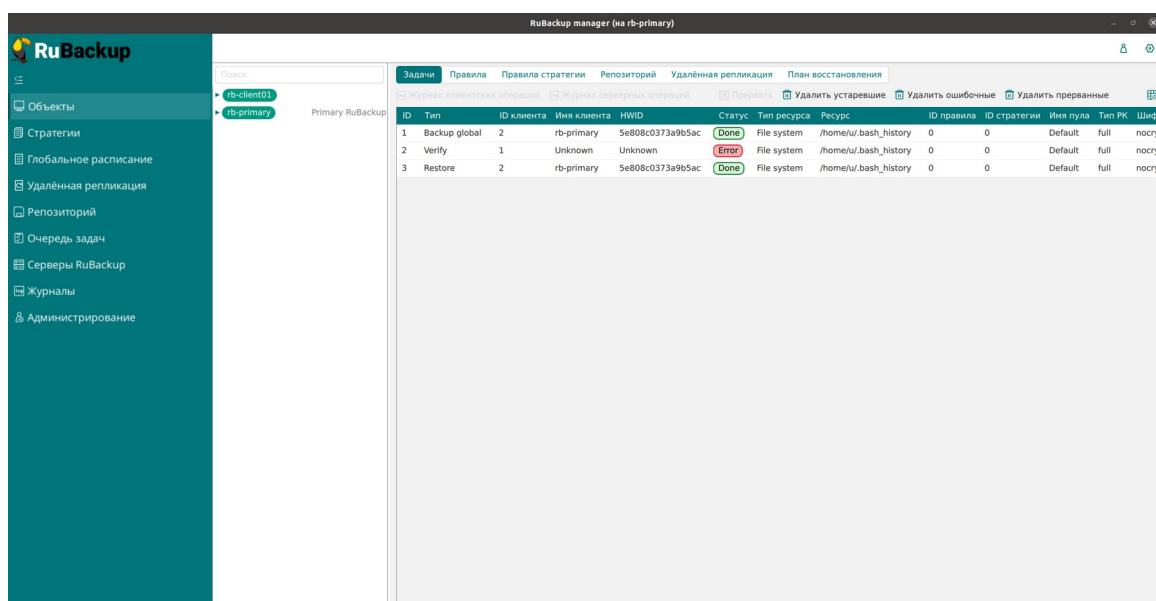 RuBackup manager (на rb-primary)
RuBackup
Объекты
Стратегии
Глобальное расписание
Удалённая репликация
Репозиторий
Очередь задач
Серверы RuBackup
Журналы
Администрирование
Поиск
rb-client01
rb-primary Primary RuBackup
Задачи Правила Правила стратегии Репозиторий Удалённая репликация План восстановления
Журнал клиентских операций Журнал серверных операций Прервать Удалить устаревшие Удалить ошибочные Удалить прерванные
ID Тип ID клиента Имя клиента HWID Статус Тип ресурса Ресурс ID правила ID стратегии Имя пула Тип РК Шиф
1 Backup global 2 rb-primary 5e808c0373a9b5ac Done File system /home/u/.bash_history 0 0 Default full nocry
2 Verify 1 Unknown Unknown Error File system /home/u/.bash_history 0 0 Default full nocry
3 Restore 2 rb-primary 5e808c0373a9b5ac Done File system /home/u/.bash_history 0 0 Default full nocry